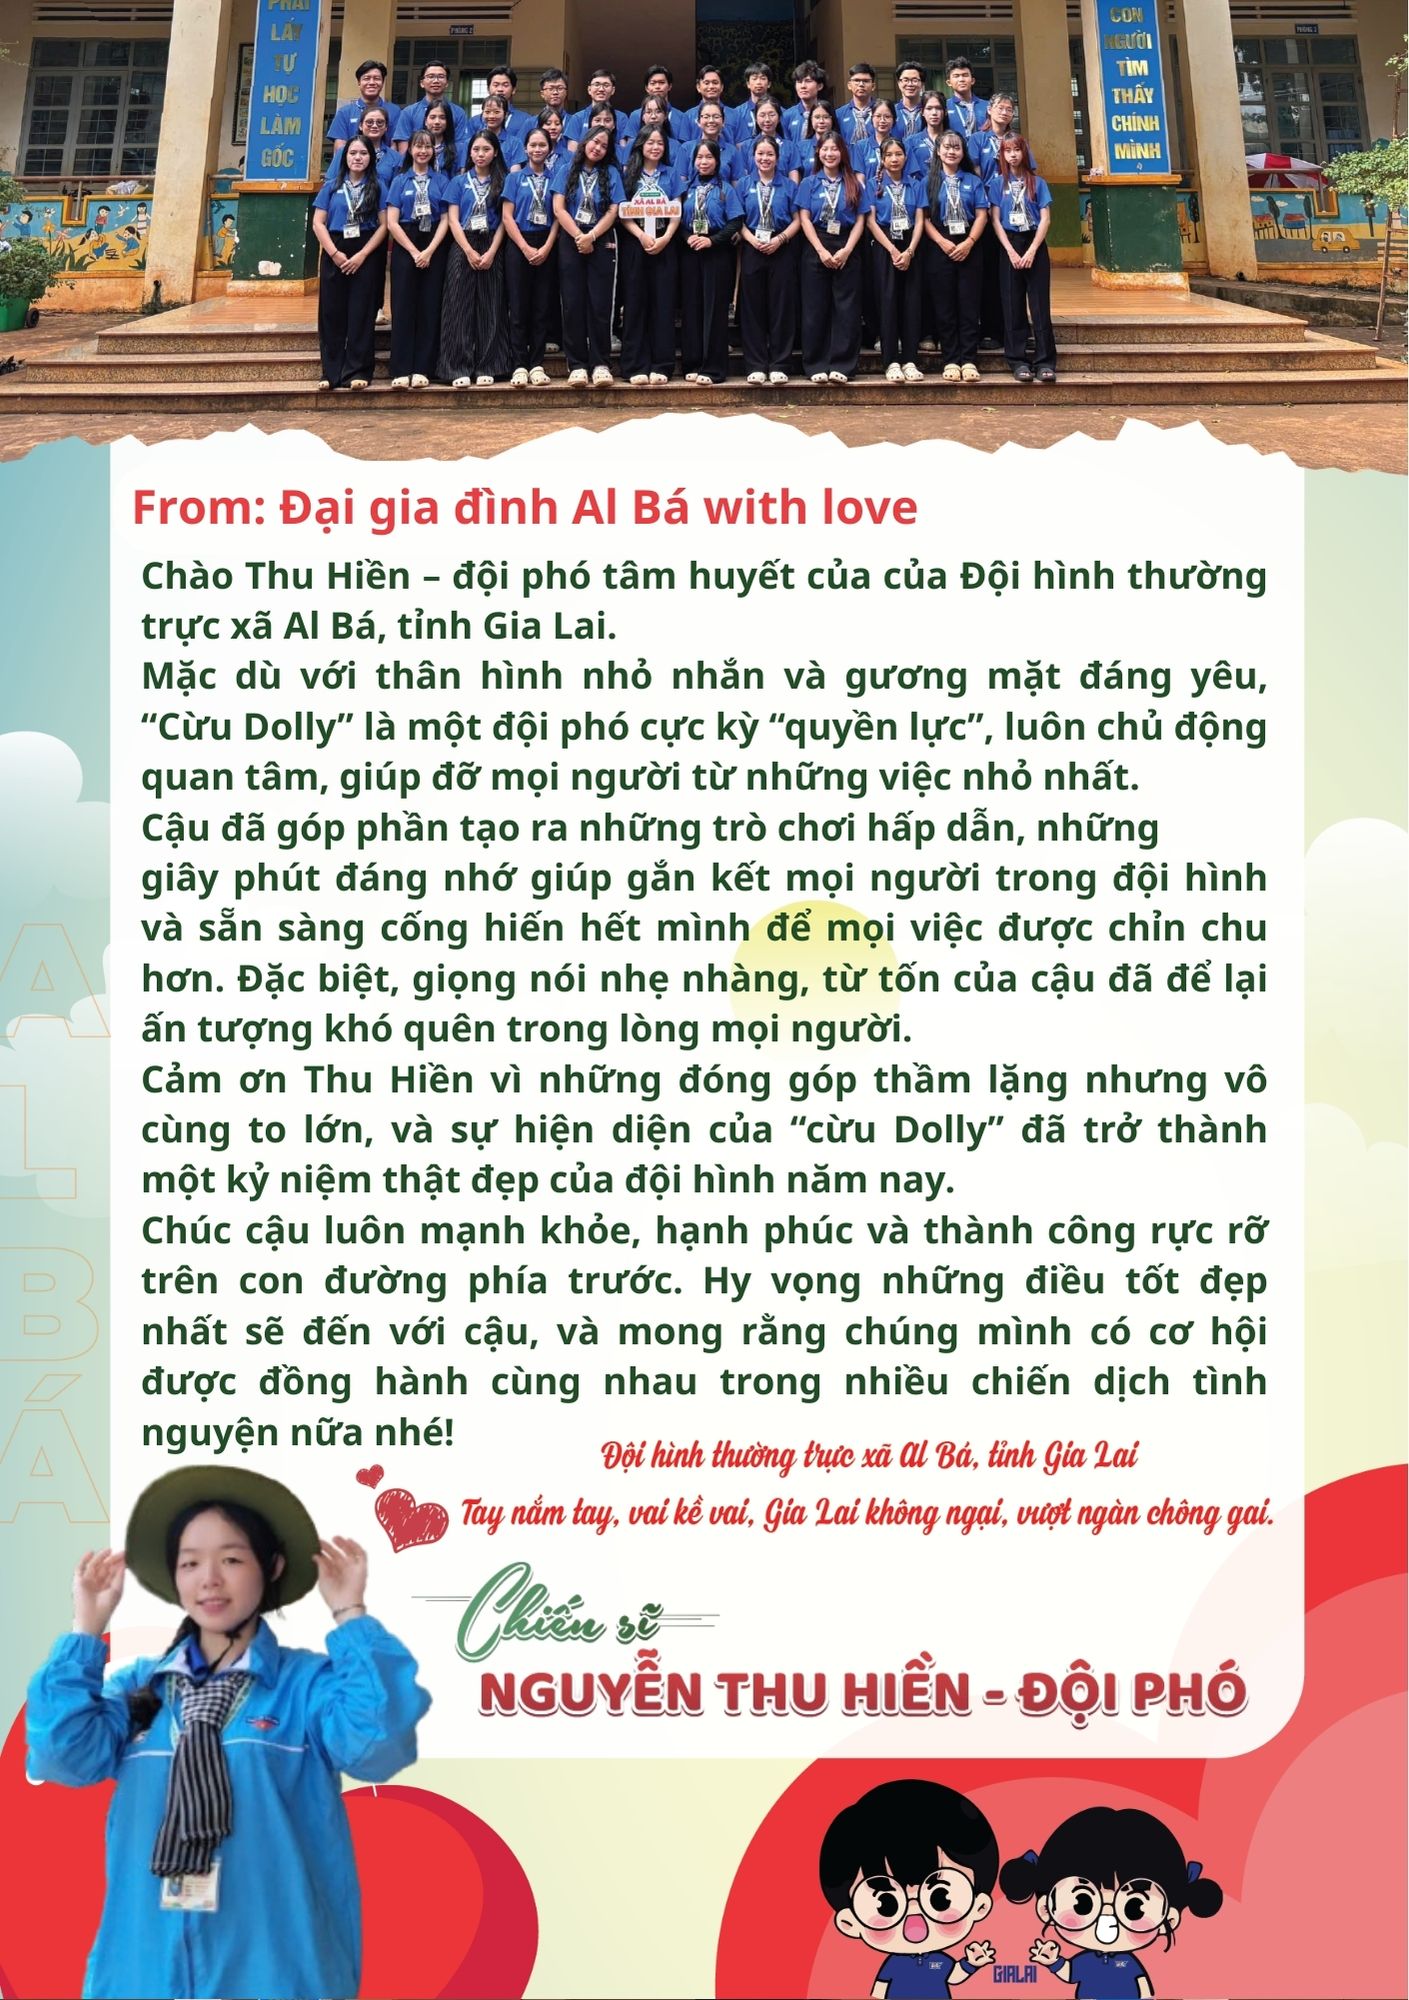 PHẢI
LẤY
TỰ
HỌC
LÀM
GỐC
PHÒNG 2
PHÒNG 3
CON
NGƯỜI
TÌM
THẤY
CHÍNH
MÌNH
XÃ AL BÁ
TỈNH GIA LAI
From: Đại gia đình Al Bá with love
Chào Thu Hiền – đội phó tâm huyết của của Đội hình thường
trực xã Al Bá, tỉnh Gia Lai.
Mặc dù với thân hình nhỏ nhắn và gương mặt đáng yêu,
“Cừu Dolly” là một đội phó cực kỳ “quyền lực”, luôn chủ động
quan tâm, giúp đỡ mọi người từ những việc nhỏ nhất.
Cậu đã góp phần tạo ra những trò chơi hấp dẫn, những
giây phút đáng nhớ giúp gắn kết mọi người trong đội hình
và sẵn sàng cống hiến hết mình để mọi việc được chỉn chu
hơn. Đặc biệt, giọng nói nhẹ nhàng, từ tốn của cậu đã để lại
ấn tượng khó quên trong lòng mọi người.
Cảm ơn Thu Hiền vì những đóng góp thầm lặng nhưng vô
cùng to lớn, và sự hiện diện của “cừu Dolly” đã trở thành
một kỷ niệm thật đẹp của đội hình năm nay.
Chúc cậu luôn mạnh khỏe, hạnh phúc và thành công rực rỡ
trên con đường phía trước. Hy vọng những điều tốt đẹp
nhất sẽ đến với cậu, và mong rằng chúng mình có cơ hội
được đồng hành cùng nhau trong nhiều chiến dịch tình
nguyện nữa nhé!
AL BÁ
Đội hình thường trực xã Al Bá, tỉnh Gia Lai
Tay nắm tay, vai kề vai, Gia Lai không ngại, vượt ngàn chông gai.
Chiến sĩ
NGUYỄN THU HIỀN - ĐỘI PHÓ
GIALAI